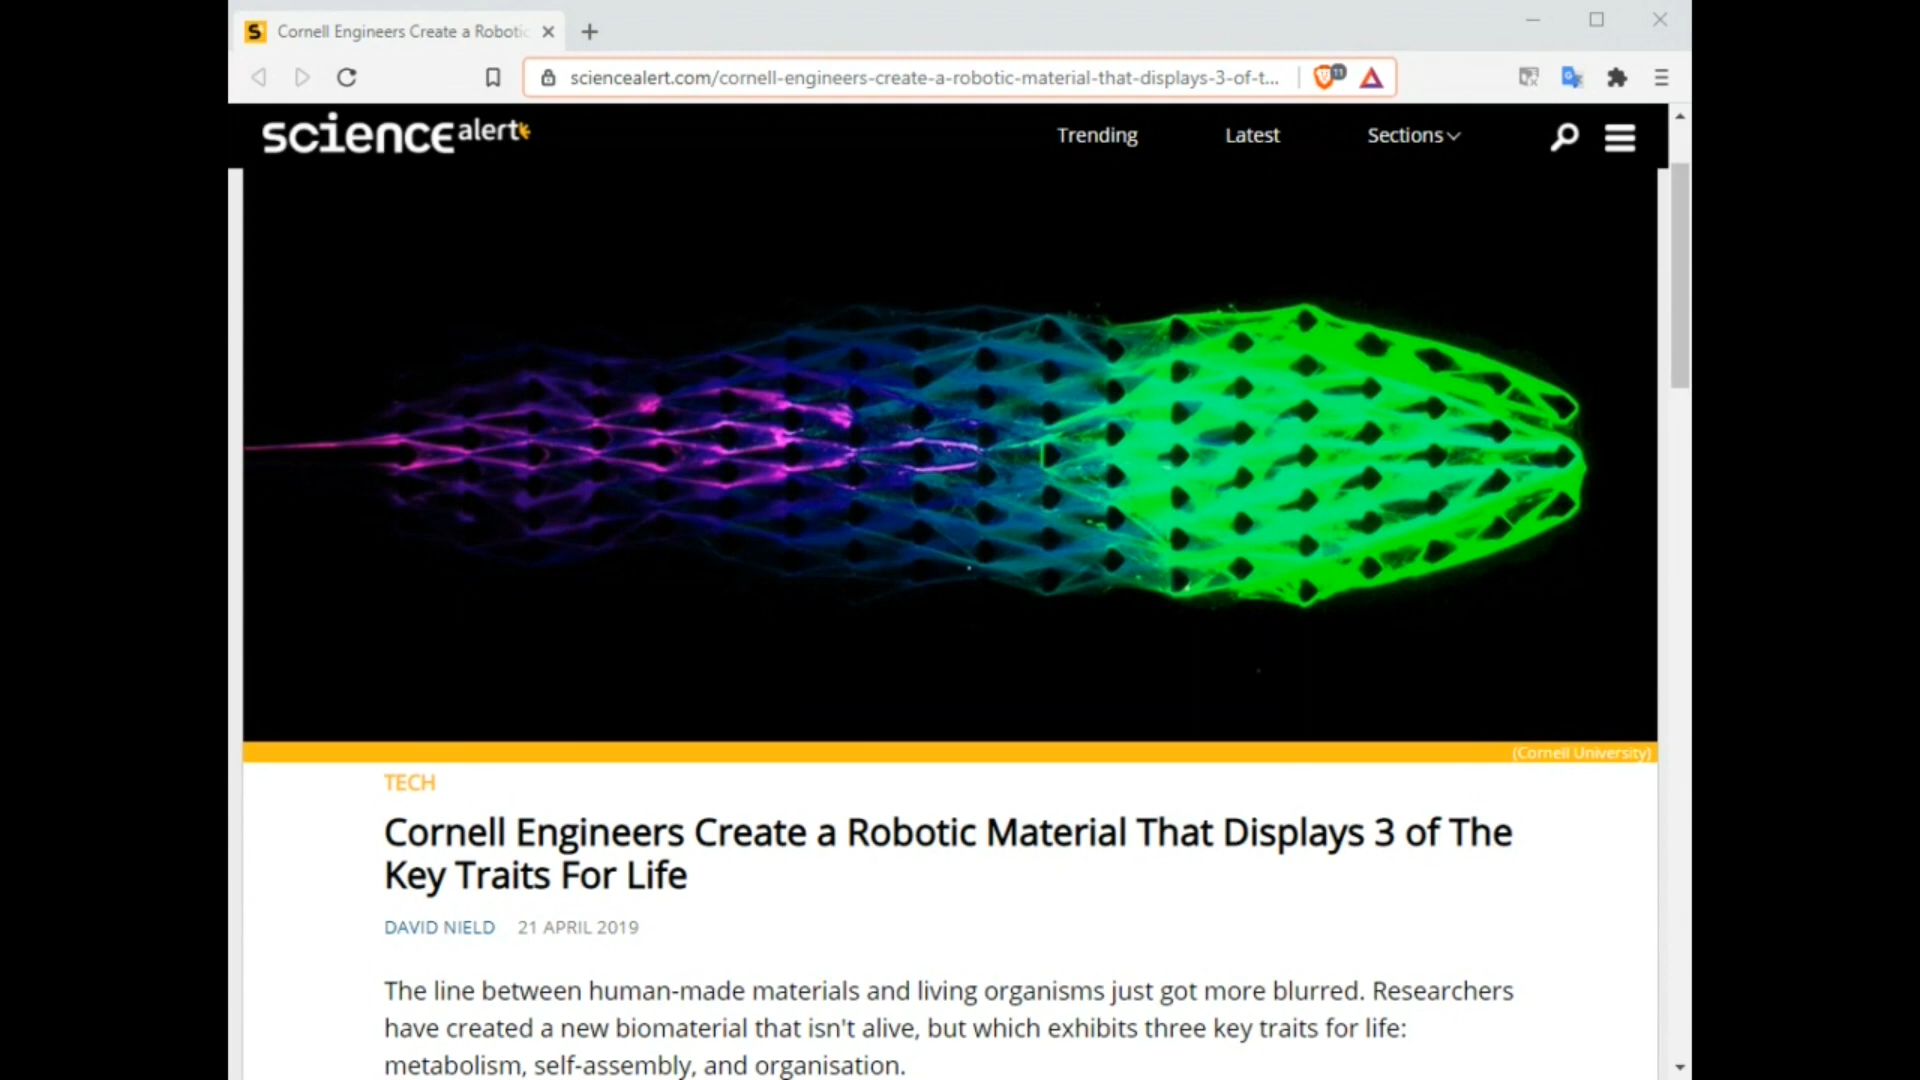 Cornell Engineers Create a Robotic
sciencealert.com/cornell-engineers-create-a-robotic-material-that-displays-3-of-t...
11
sciencealert
Trending
Latest
Sections
(Cornell University)
TECH
Cornell Engineers Create a Robotic Material That Displays 3 of The
Key Traits For Life
DAVID NIELD 21 APRIL 2019
The line between human-made materials and living organisms just got more blurred. Researchers
have created a new biomaterial that isn't alive, but which exhibits three key traits for life:
metabolism, self-assembly, and organisation.